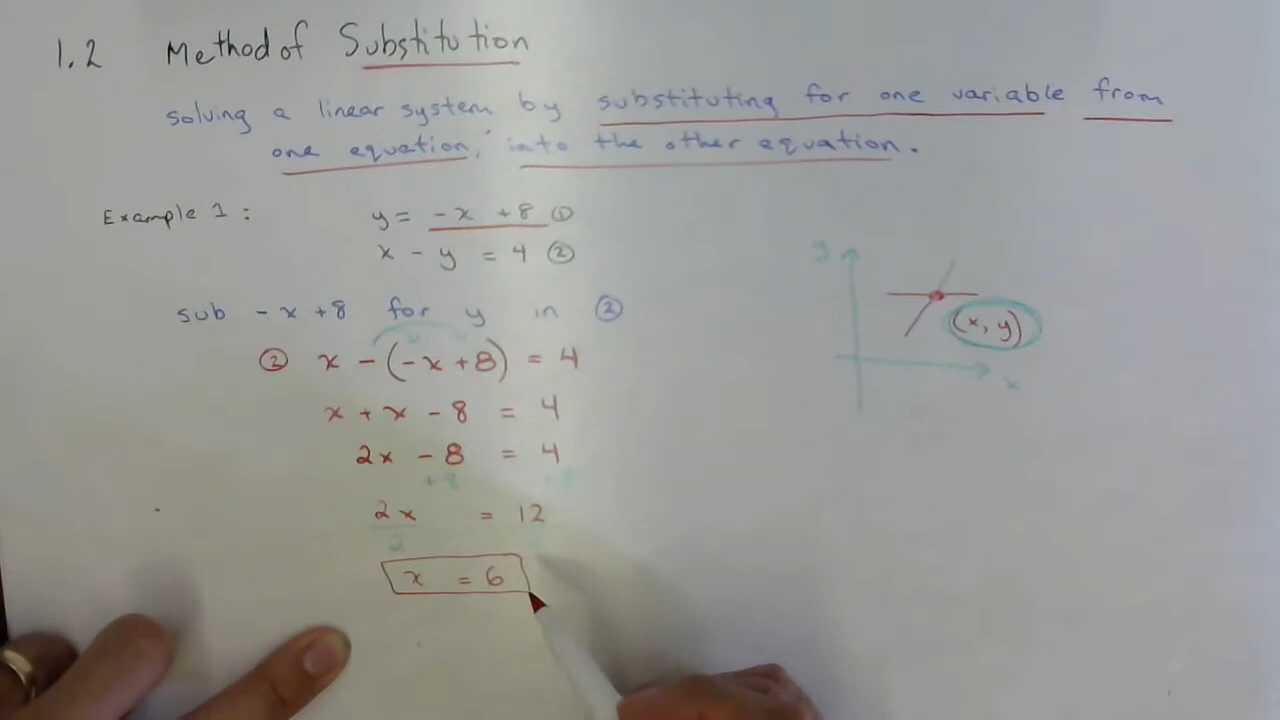 1.2 Method of Substitution
solving a linear system by substituting for one variable from
one equation, into the other equation.
Example 1:
y = -x +8 ①
x - y = 4 ②
sub -x +8 for y in ②
② x - (-x +8) = 4
x + x - 8 = 4
2x - 8 = 4
+8 +8
2x = 12
2
x = 6
y
(x, y)
x